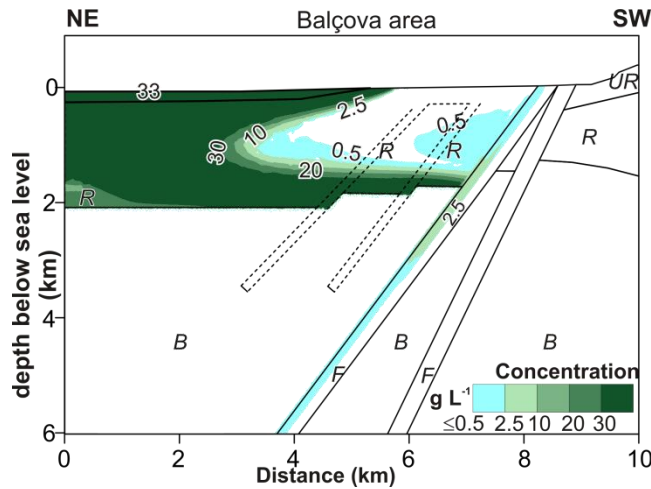 NE Balçova area SW
0
2
4
6
depth below sea level
(km)
33
2.5
UR
10
0.5
30
R
R
R
0.5
20
R
2.5
B
B
B
F
F
Concentration
g L⁻¹
≤0.5 2.5 10 20 30
0 2 4 6 8 10
Distance (km)